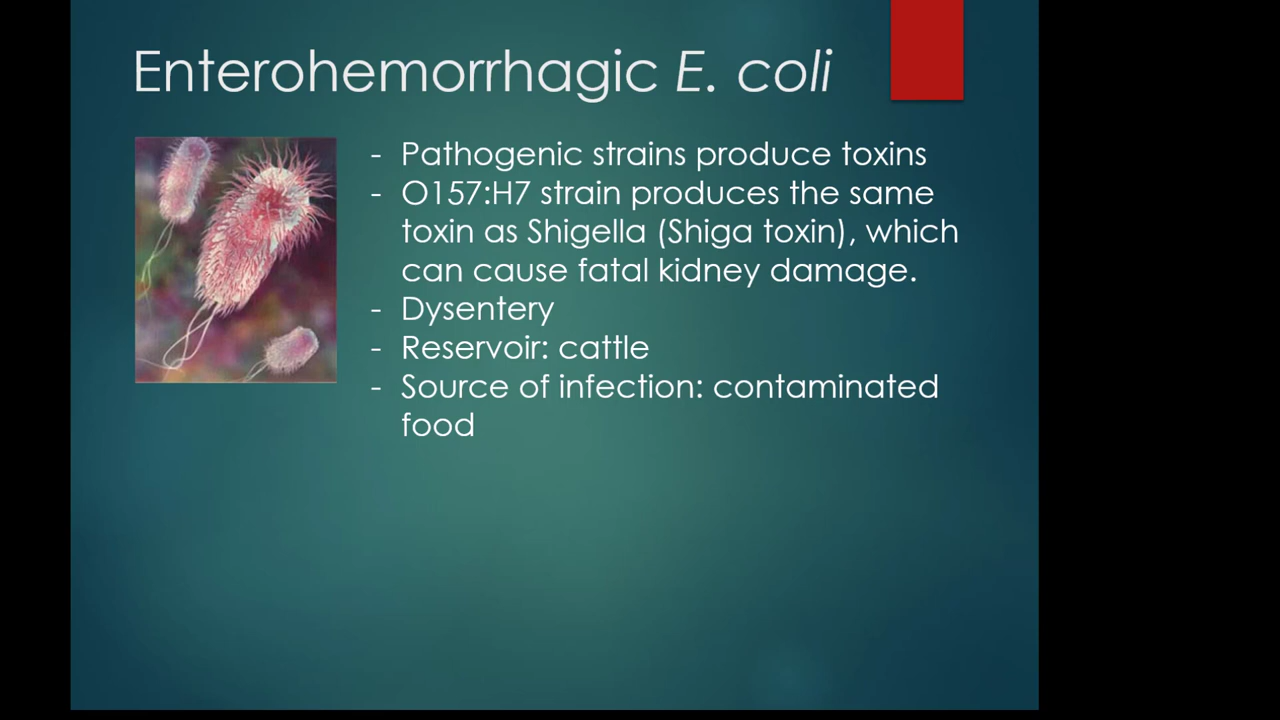 Enterohemorrhagic E. coli
- Pathogenic strains produce toxins
- O157:H7 strain produces the same
toxin as Shigella (Shiga toxin), which
can cause fatal kidney damage.
- Dysentery
- Reservoir: cattle
- Source of infection: contaminated
food